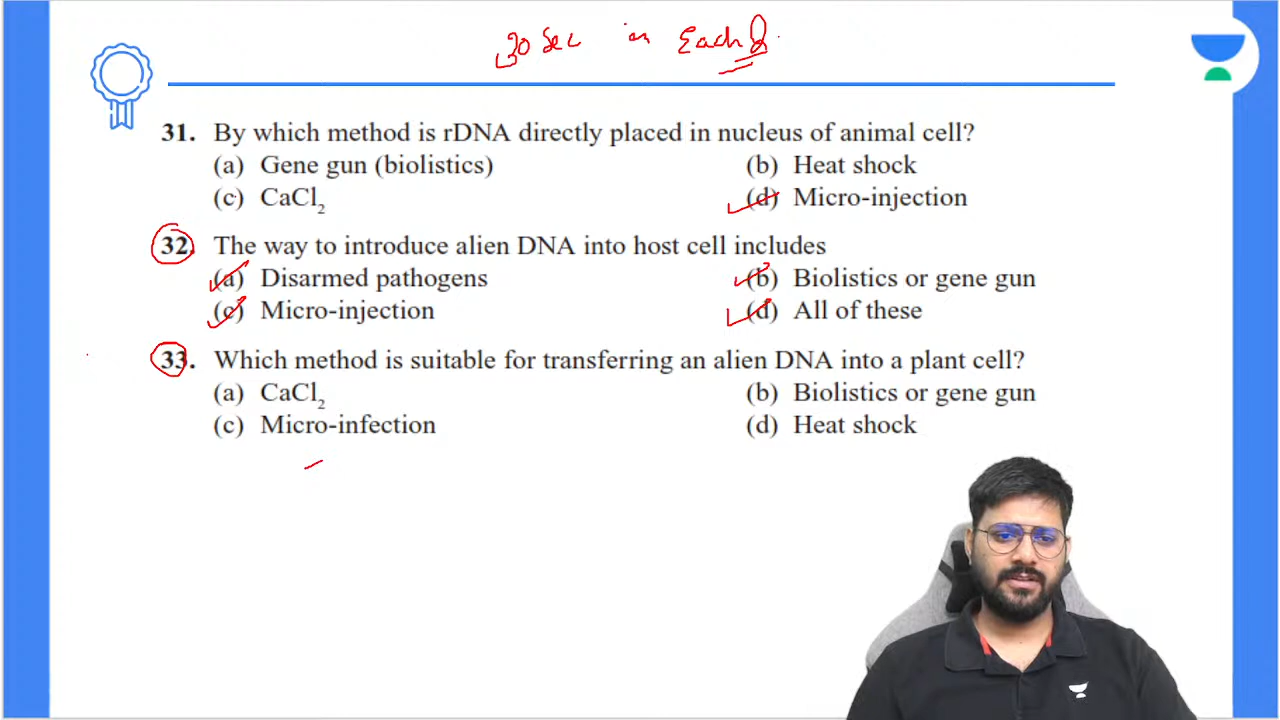 30 Sec in Each Q.
31. By which method is rDNA directly placed in nucleus of animal cell?
(a) Gene gun (biolistics) (b) Heat shock
(c) CaCl₂ (d) Micro-injection
32. The way to introduce alien DNA into host cell includes
(a) Disarmed pathogens (b) Biolistics or gene gun
(c) Micro-injection (d) All of these
33. Which method is suitable for transferring an alien DNA into a plant cell?
(a) CaCl₂ (b) Biolistics or gene gun
(c) Micro-infection (d) Heat shock